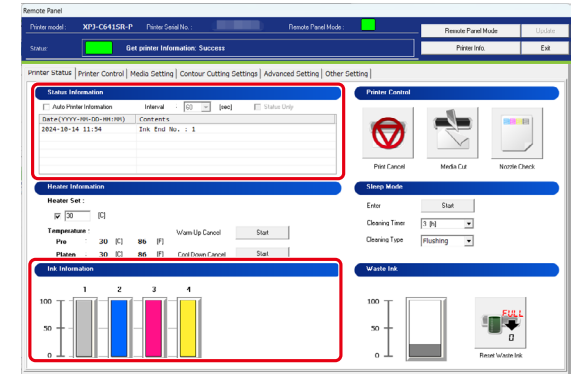 Remote Panel
Printer model : XPJ-C641SR-P Printer Serial No. : Remote Panel Mode :
Remote Panel Mode Update
Status: Get printer Information: Success
Printer Info. Exit
Printer Status Printer Control Media Setting Contour Cutting Settings Advanced Setting Other Setting
Status Information
Auto Printer Information Interval : 60 [sec] Status Only
Date(YYYY-MM-DD-HH:MM) Contents
2024-10-14 11:54 Ink End No. : 1
Printer Control
Print Cancel Media Cut Nozzle Check
Heater Information
Heater Set :
30 [C]
Temperature :
Pre : 30 [C] 86 [F]
Platen : 30 [C] 86 [F]
Warm Up Cancel Start
Cool Down Cancel Start
Sleep Mode
Enter Start
Cleaning Timer 3 [h]
Cleaning Type Flushing
Ink Information
1 2 3 4
100
50
0
Waste Ink
100
50
0
FULL
0
Reset Waste Ink